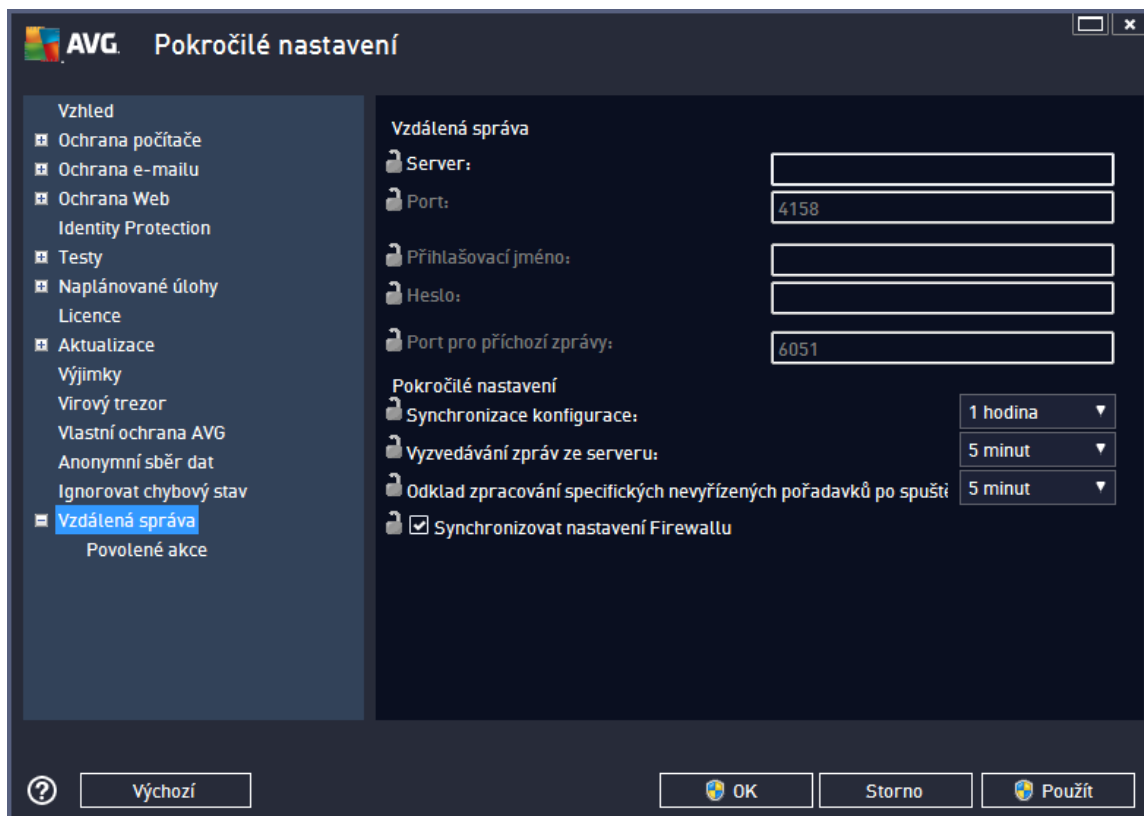 AVG. Pokročilé nastavení
Vzhled
Ochrana počítače
Ochrana e-mailu
Ochrana Web
Identity Protection
Testy
Naplánované úlohy
Licence
Aktualizace
Výjimky
Virový trezor
Vlastní ochrana AVG
Anonymní sběr dat
Ignorovat chybový stav
Vzdálená správa
Povolené akce
Vzdálená správa
Server:
Port: 4158
Přihlašovací jméno:
Heslo:
Port pro příchozí zprávy: 6051
Pokročilé nastavení
Synchronizace konfigurace: 1 hodina
Vyzvedávání zpráv ze serveru: 5 minut
Odklad zpracování specifických nevyřízených požadavků po spuště 5 minut
Synchronizovat nastavení Firewallu
? Výchozí OK Storno Použít